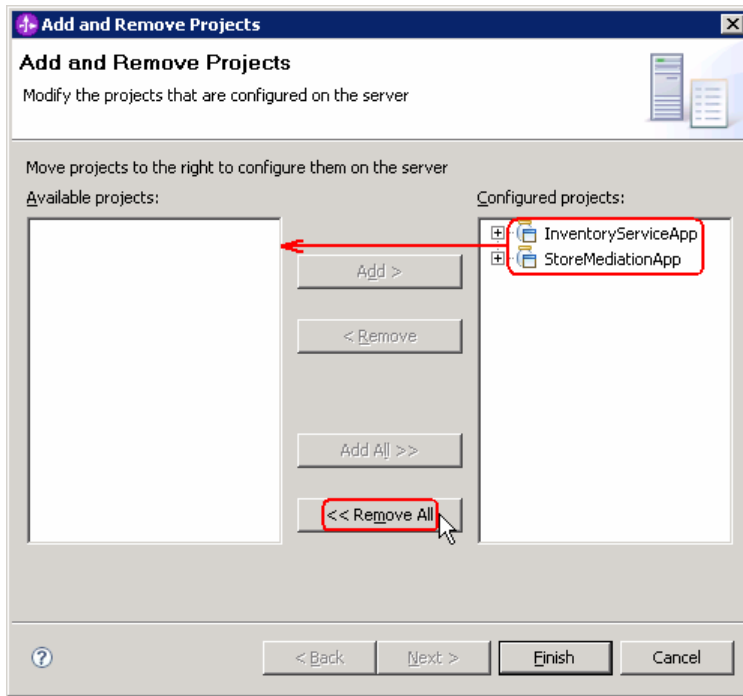 Add and Remove Projects
Add and Remove Projects
Modify the projects that are configured on the server
Move projects to the right to configure them on the server
Available projects:
Configured projects:
InventoryServiceApp
StoreMediationApp
Add >
< Remove
Add All >>
<< Remove All
< Back
Next >
Finish
Cancel